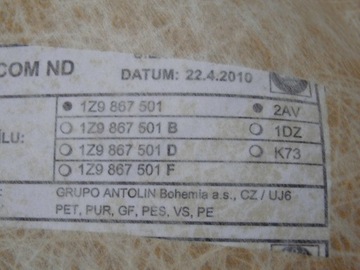 COM ND DATUM: 22.4.2010
1Z9 867 501 2AV
1Z9 867 501 B 1DZ
ÍLU: 1Z9 867 501 D K73
1Z9 867 501 F
GRUPO ANTOLIN Bohemia a.s., CZ / UJ6
PET, PUR, GF, PES, VS, PE